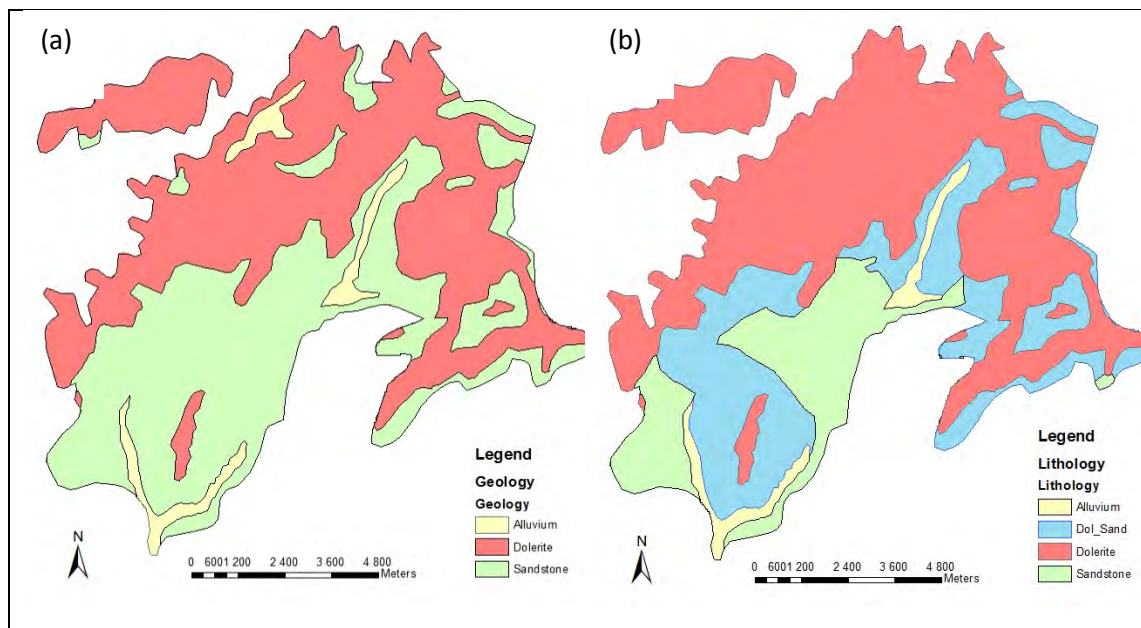 (a)
Legend
Geology
Geology
Alluvium
Dolerite
Sandstone
N
0 6001 200 2 400 3 600 4 800
Meters
(b)
Legend
Lithology
Lithology
Alluvium
Dol_Sand
Dolerite
Sandstone
N
0 6001 200 2 400 3 600 4 800
Meters